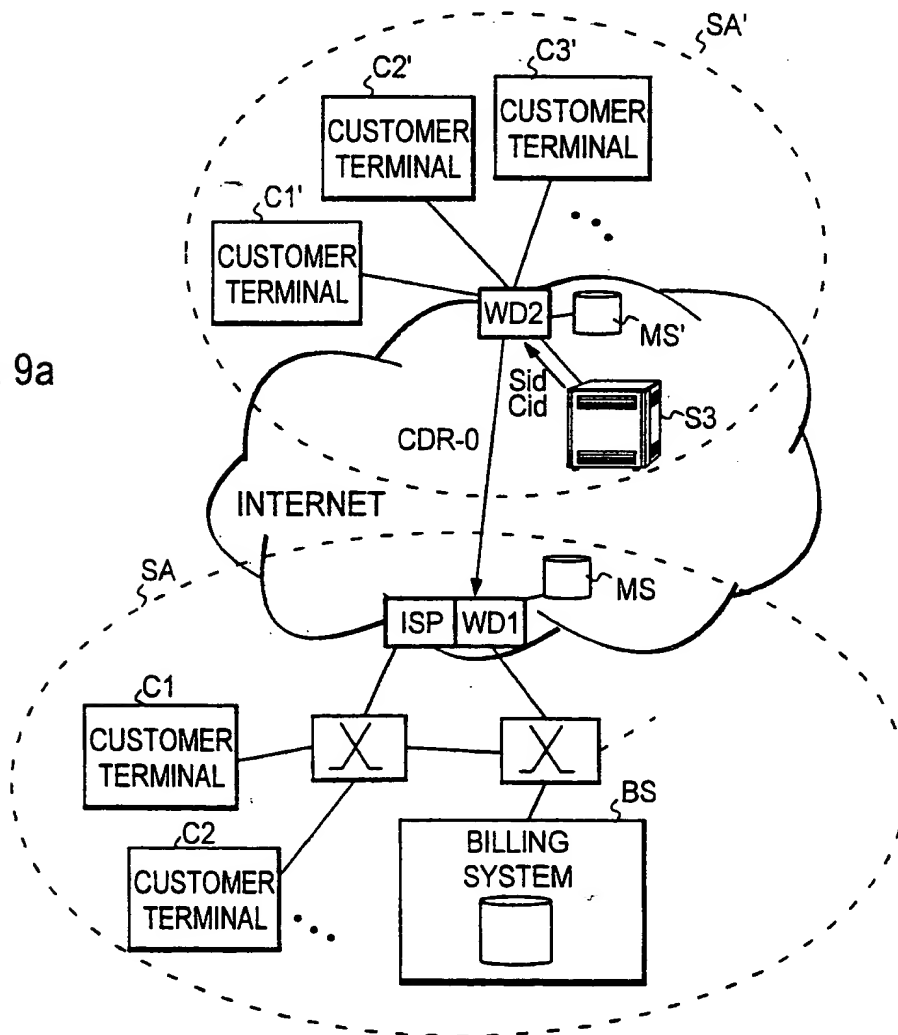 SA'
C3'
C2'
CUSTOMER
TERMINAL
CUSTOMER
TERMINAL
C1'
CUSTOMER
TERMINAL
WD2
MS'
9a
Sid
Cid
S3
CDR-0
INTERNET
SA
MS
ISP
WD1
C1
CUSTOMER
TERMINAL
BS
C2
BILLING
SYSTEM
CUSTOMER
TERMINAL